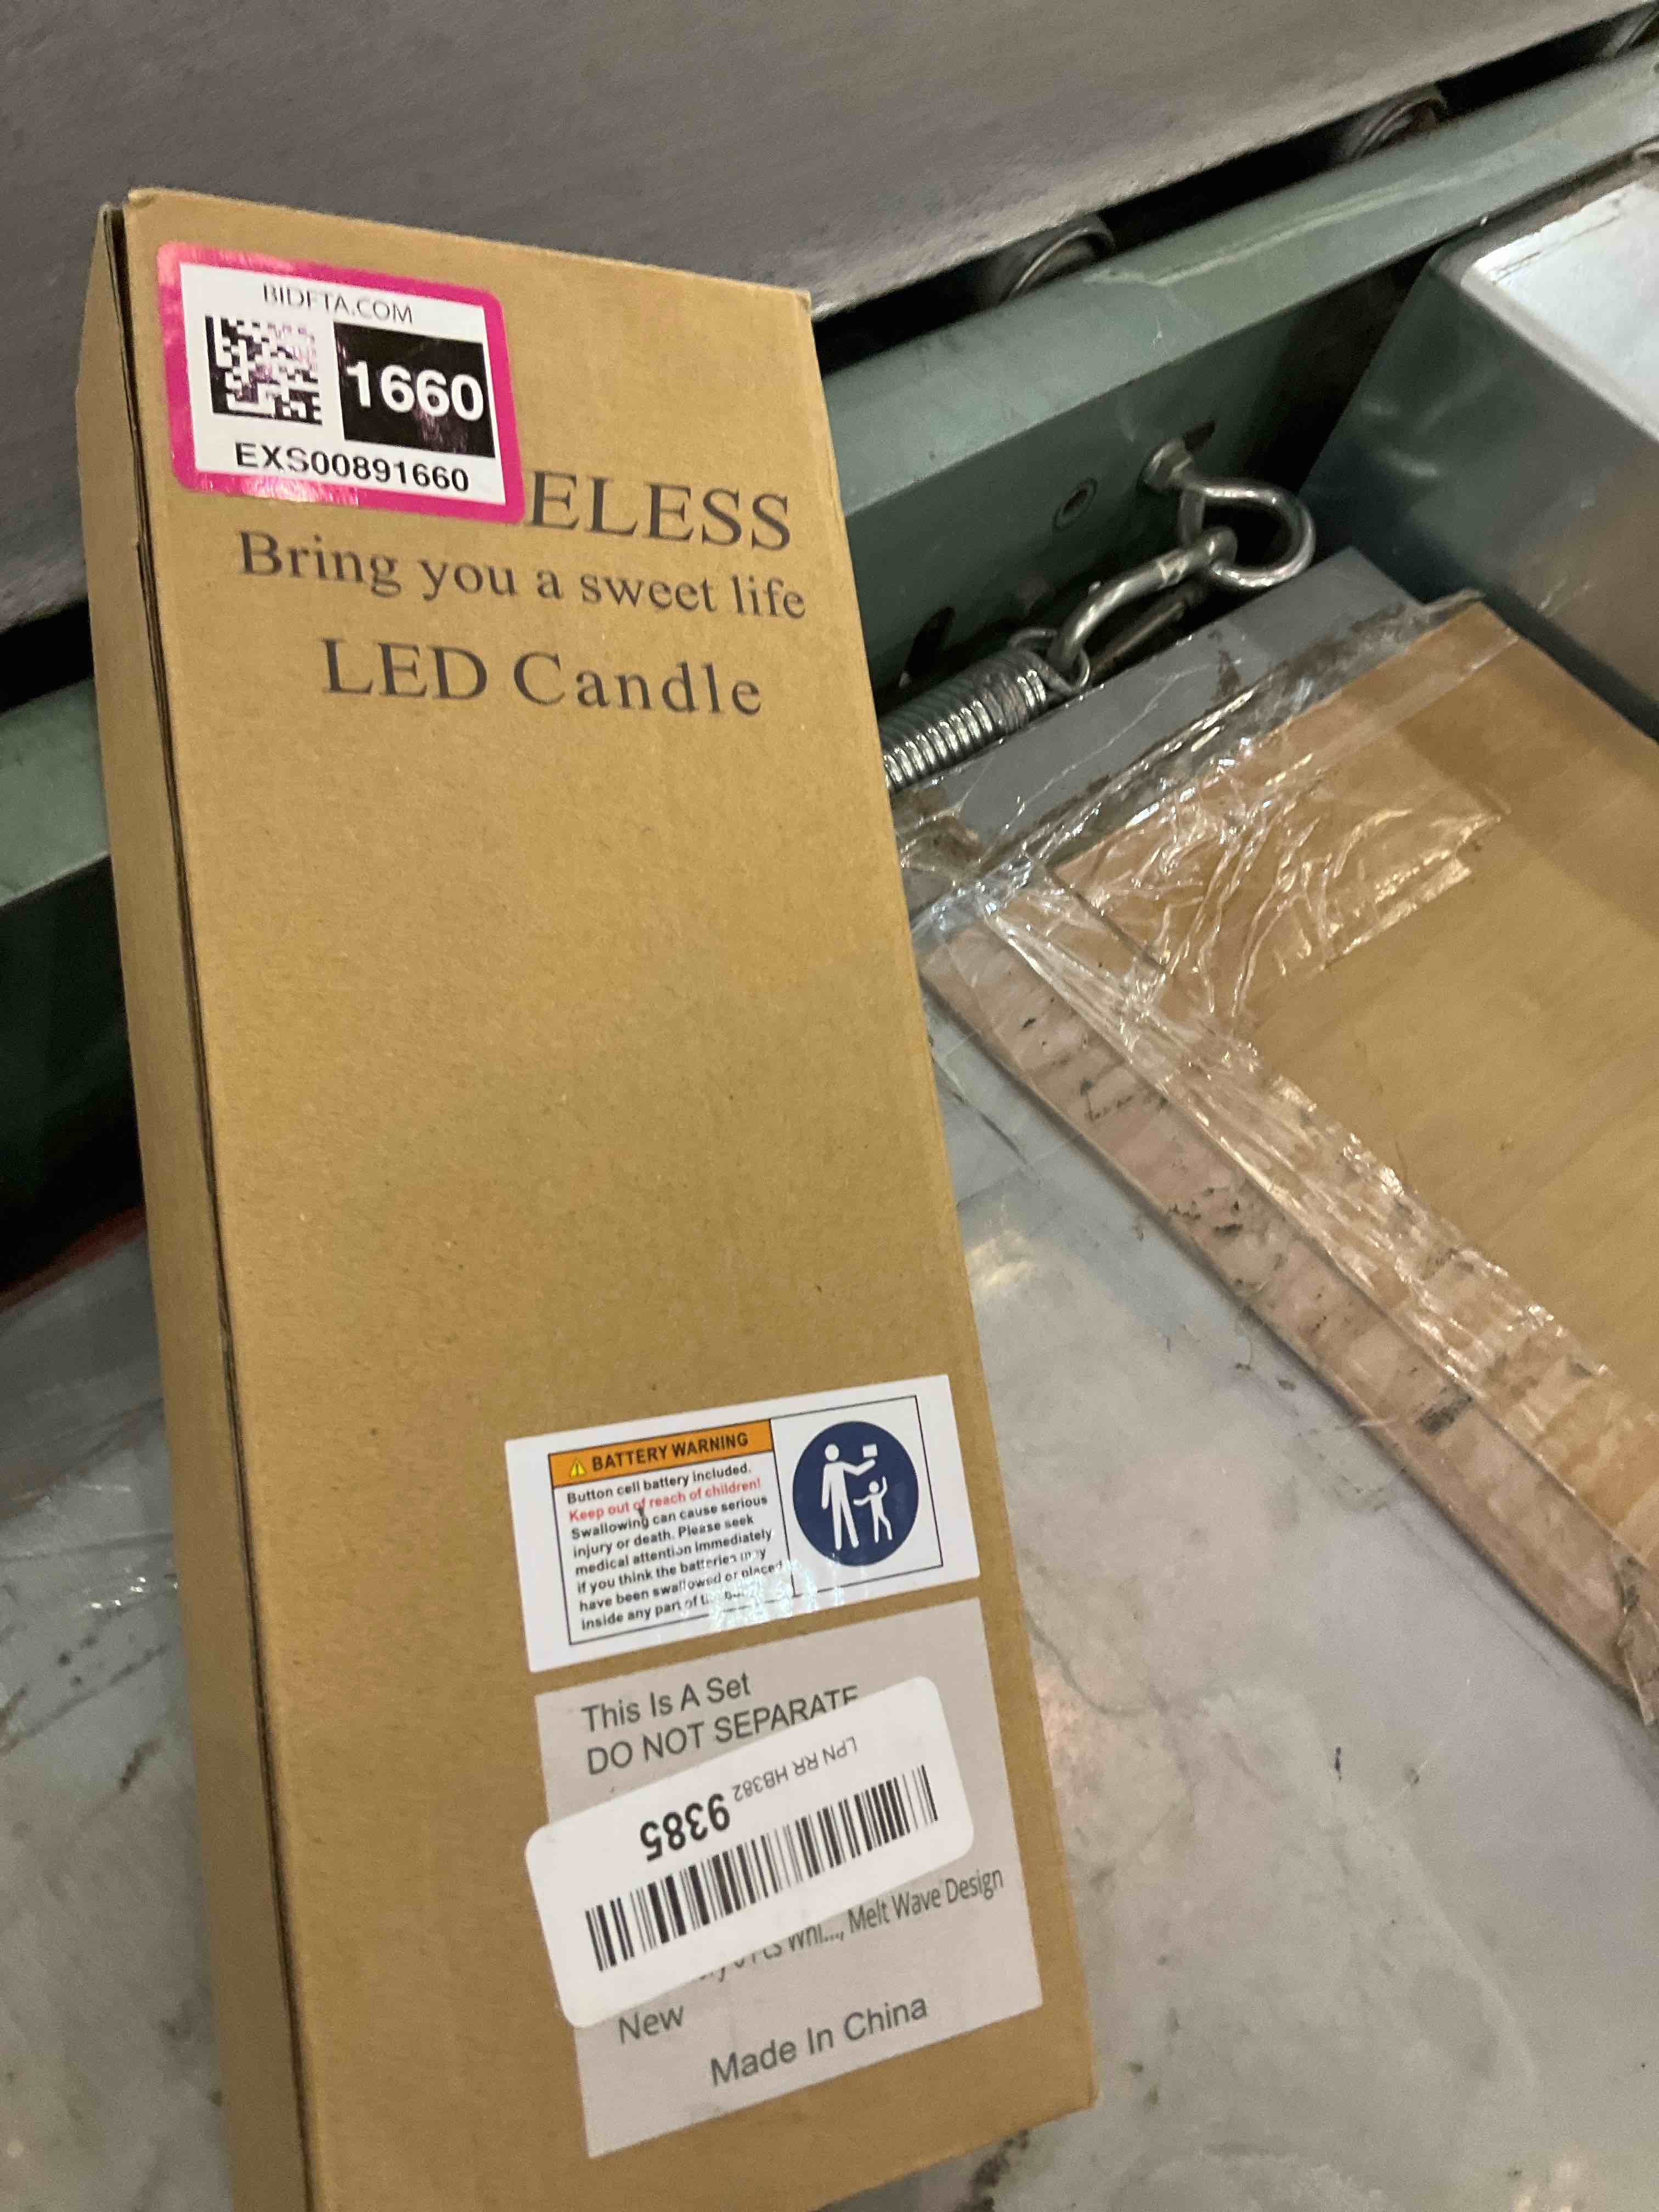 BIDFTA.COM
1660
EXS00891660
ELESS
Bring you a sweet life
LED Candle
BATTERY WARNING
Button cell battery included.
Keep out of reach of children!
Swallowing can cause serious
injury or death. Please seek
medical attention immediately
if you think the batteries may
have been swallowed or placed
inside any part of
This Is A Set
DO NOT SEPARATE
LPN RR HB382 9385
Whi..., Melt Wave Design
New
Made In China